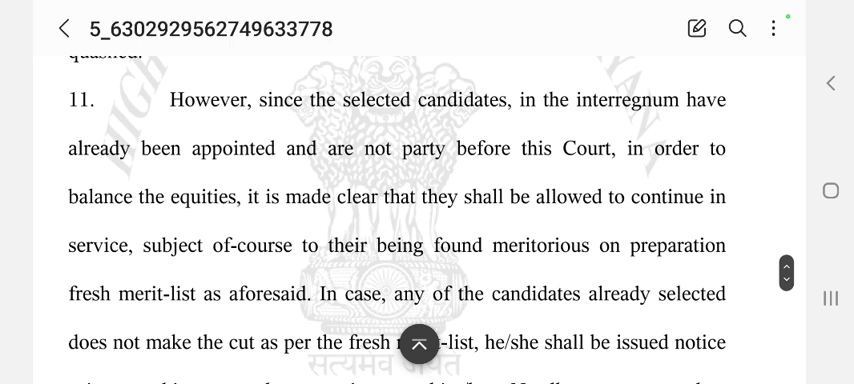 5_6302929562749633778
quashed.
11. However, since the selected candidates, in the interregnum have
already been appointed and are not party before this Court, in order to
balance the equities, it is made clear that they shall be allowed to continue in
service, subject of-course to their being found meritorious on preparation
fresh merit-list as aforesaid. In case, any of the candidates already selected
does not make the cut as per the fresh -list, he/she shall be issued notice
सत्यमेव जयते